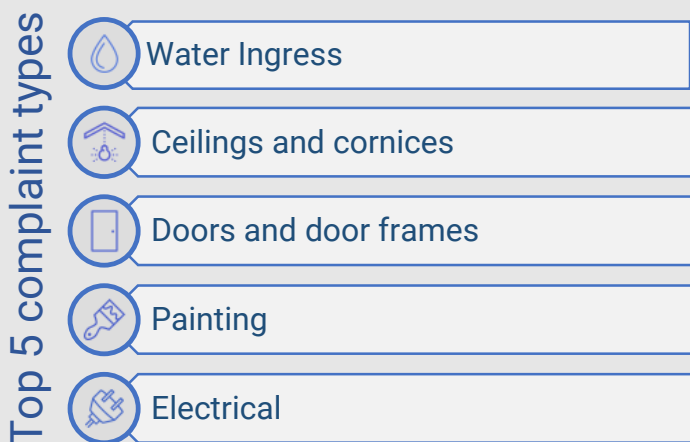 Top 5 complaint types
Water Ingress
Ceilings and cornices
Doors and door frames
Painting
Electrical